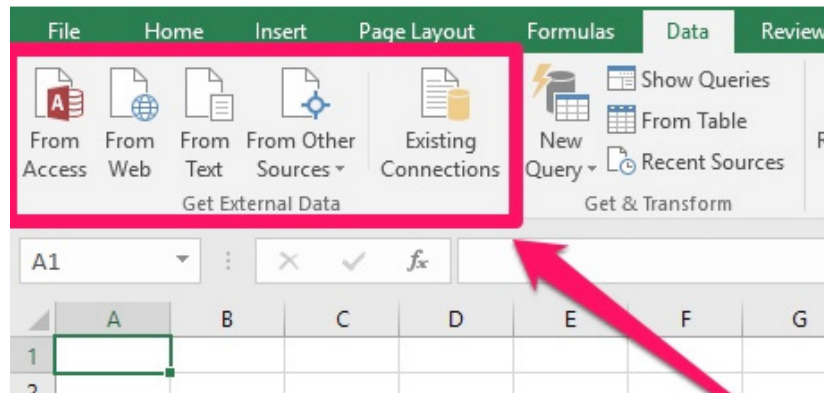 File Home Insert Page Layout Formulas Data Review
From Access
From Web
From Text
From Other Sources
Existing Connections
Get External Data
New Query
Show Queries
From Table
Recent Sources
Get & Transform
A1
fx
A B C D E F G
1
2